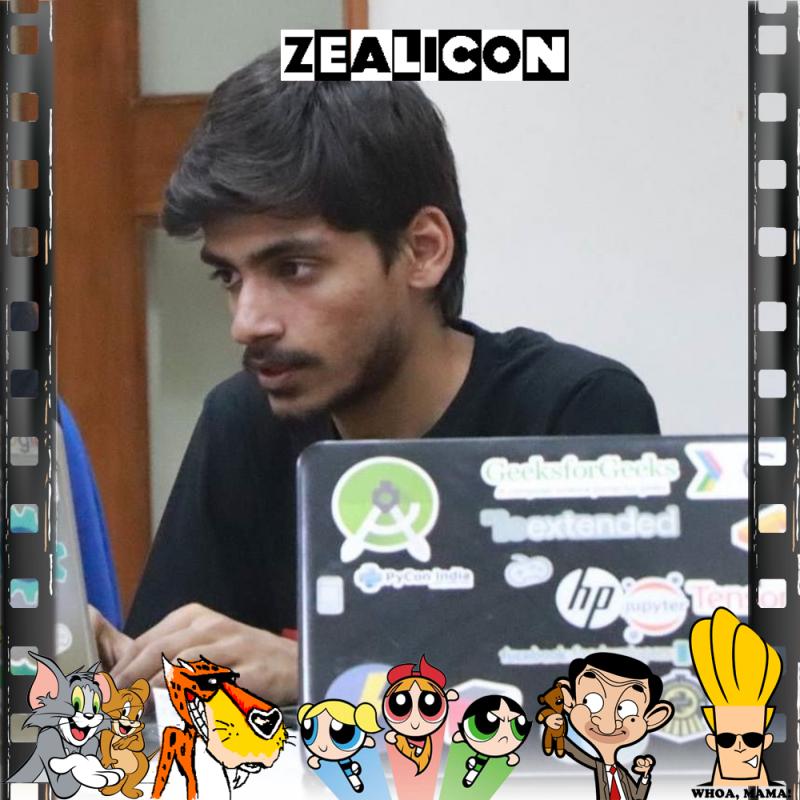 ZEALICON
GeeksforGeeks
extended
PyCon India
hp
jupyter
Tensor
WHOA, MAMA!